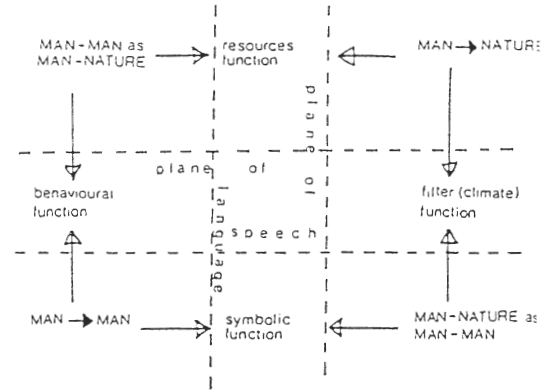 MAN-MAN as
MAN-NATURE
resources
function
MAN → NATURE
plane of
plane of
language
speech
behavioural
function
filter (climate)
function
MAN → MAN
symbolic
function
MAN-NATURE as
MAN-MAN